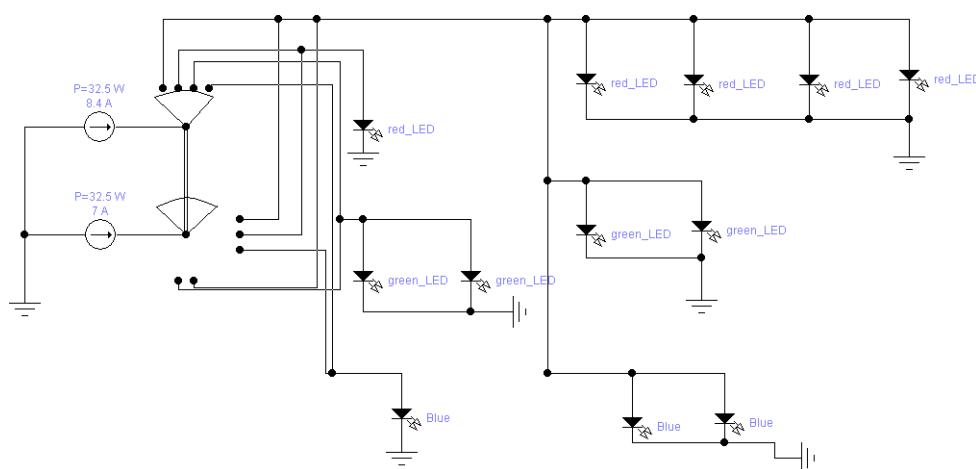 red_LED
red_LED
red_LED
red_LED
P=32.5 W
8.4 A
red_LED
P=32.5 W
7 A
green_LED
green_LED
green_LED
green_LED
Blue
Blue
Blue